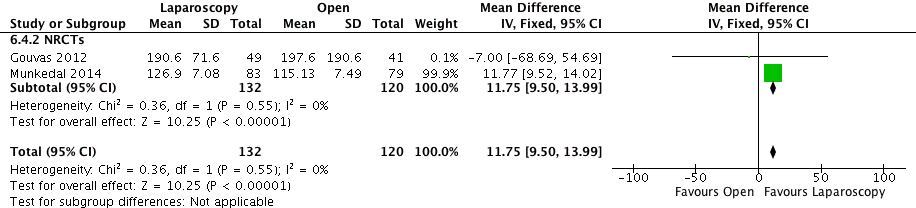 Laparoscopy Open Mean Difference Mean Difference
Study or Subgroup Mean SD Total Mean SD Total Weight IV, Fixed, 95% CI IV, Fixed, 95% CI
6.4.2 NRCTs
Gouvas 2012 190.6 71.6 49 197.6 190.6 41 0.1% -7.00 [-68.69, 54.69]
Munkedal 2014 126.9 7.08 83 115.13 7.49 79 99.9% 11.77 [9.52, 14.02]
Subtotal (95% CI) 132 120 100.0% 11.75 [9.50, 13.99]
Heterogeneity: Chi² = 0.36, df = 1 (P = 0.55); I² = 0%
Test for overall effect: Z = 10.25 (P < 0.00001)
Total (95% CI) 132 120 100.0% 11.75 [9.50, 13.99]
Heterogeneity: Chi² = 0.36, df = 1 (P = 0.55); I² = 0%
-100 -50 0 50 100
Test for overall effect: Z = 10.25 (P < 0.00001)
Favours Open Favours Laparoscopy
Test for subgroup differences: Not applicable